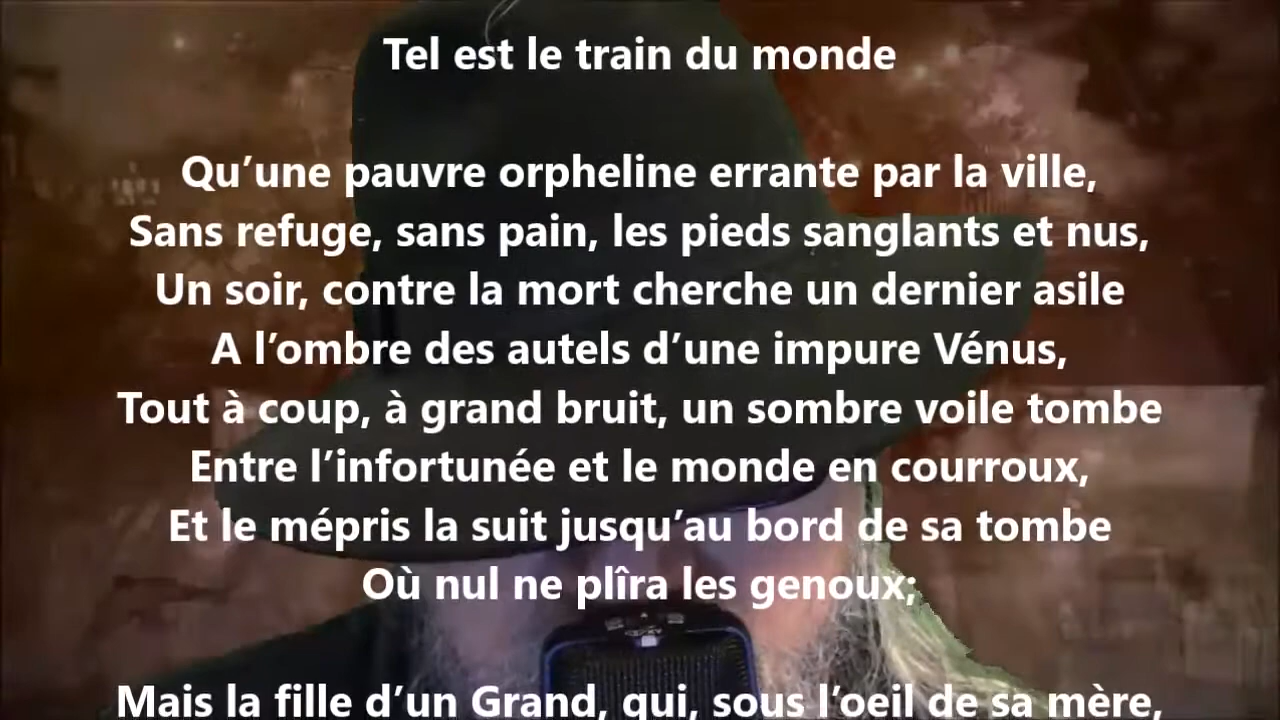 Tel est le train du monde
Qu’une pauvre orpheline errante par la ville,
Sans refuge, sans pain, les pieds sanglants et nus,
Un soir, contre la mort cherche un dernier asile
A l’ombre des autels d’une impure Vénus,
Tout à coup, à grand bruit, un sombre voile tombe
Entre l’infortunée et le monde en courroux,
Et le mépris la suit jusqu’au bord de sa tombe
Où nul ne plîra les genoux;
Mais la fille d’un Grand, qui, sous l’oeil de sa mère,